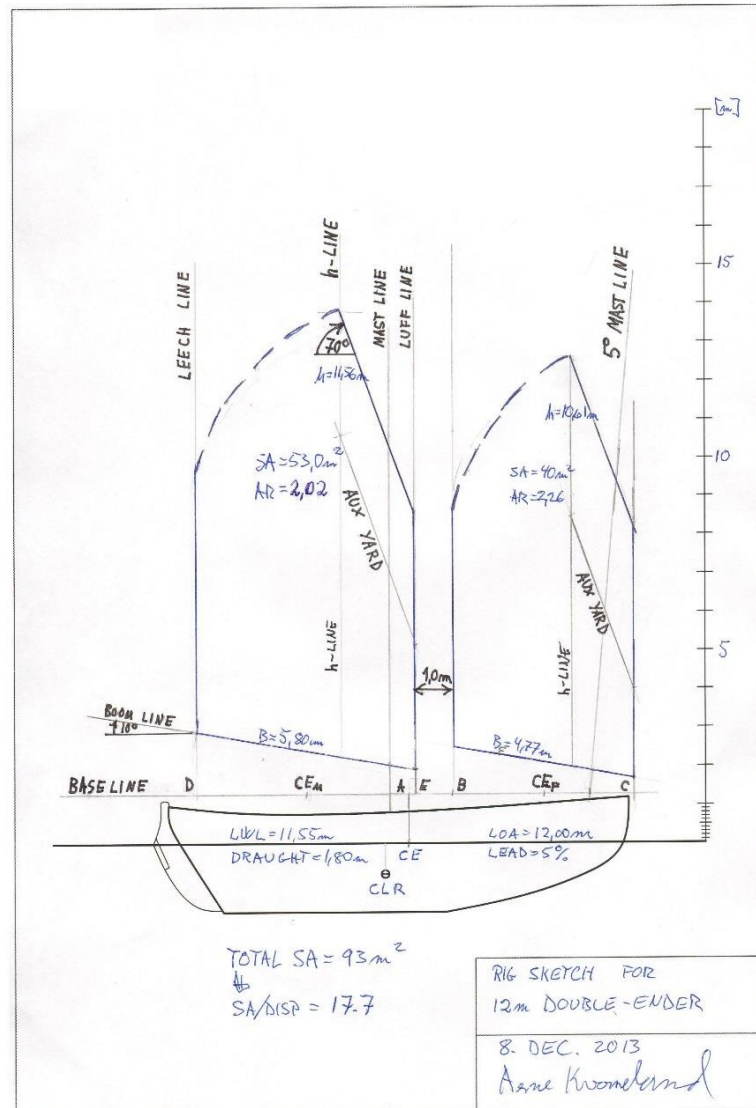 [m]
15
10
5
LEECH LINE
h-LINE
MAST LINE
LUFF LINE
5° MAST LINE
70°
h=11,56m
h=10,61m
SA=53,0m²
AR=2,02
SA=40m²
AR=2,26
AUX YARD
AUX YARD
h-LINE
h-LINE
1,0m
BOOM LINE
10°
B=5,80m
B=4,77m
BASELINE
D
CEM
A
E
B
CEF
C
LWL=11,55m
LOA=12,00m
DRAUGHT=1,80m
CE
LEAD=5%
CLR
TOTAL SA=93m²
SA/DISP=17.7
RIG SKETCH FOR
12m DOUBLE-ENDER
8. DEC. 2013
Arne Kverneland